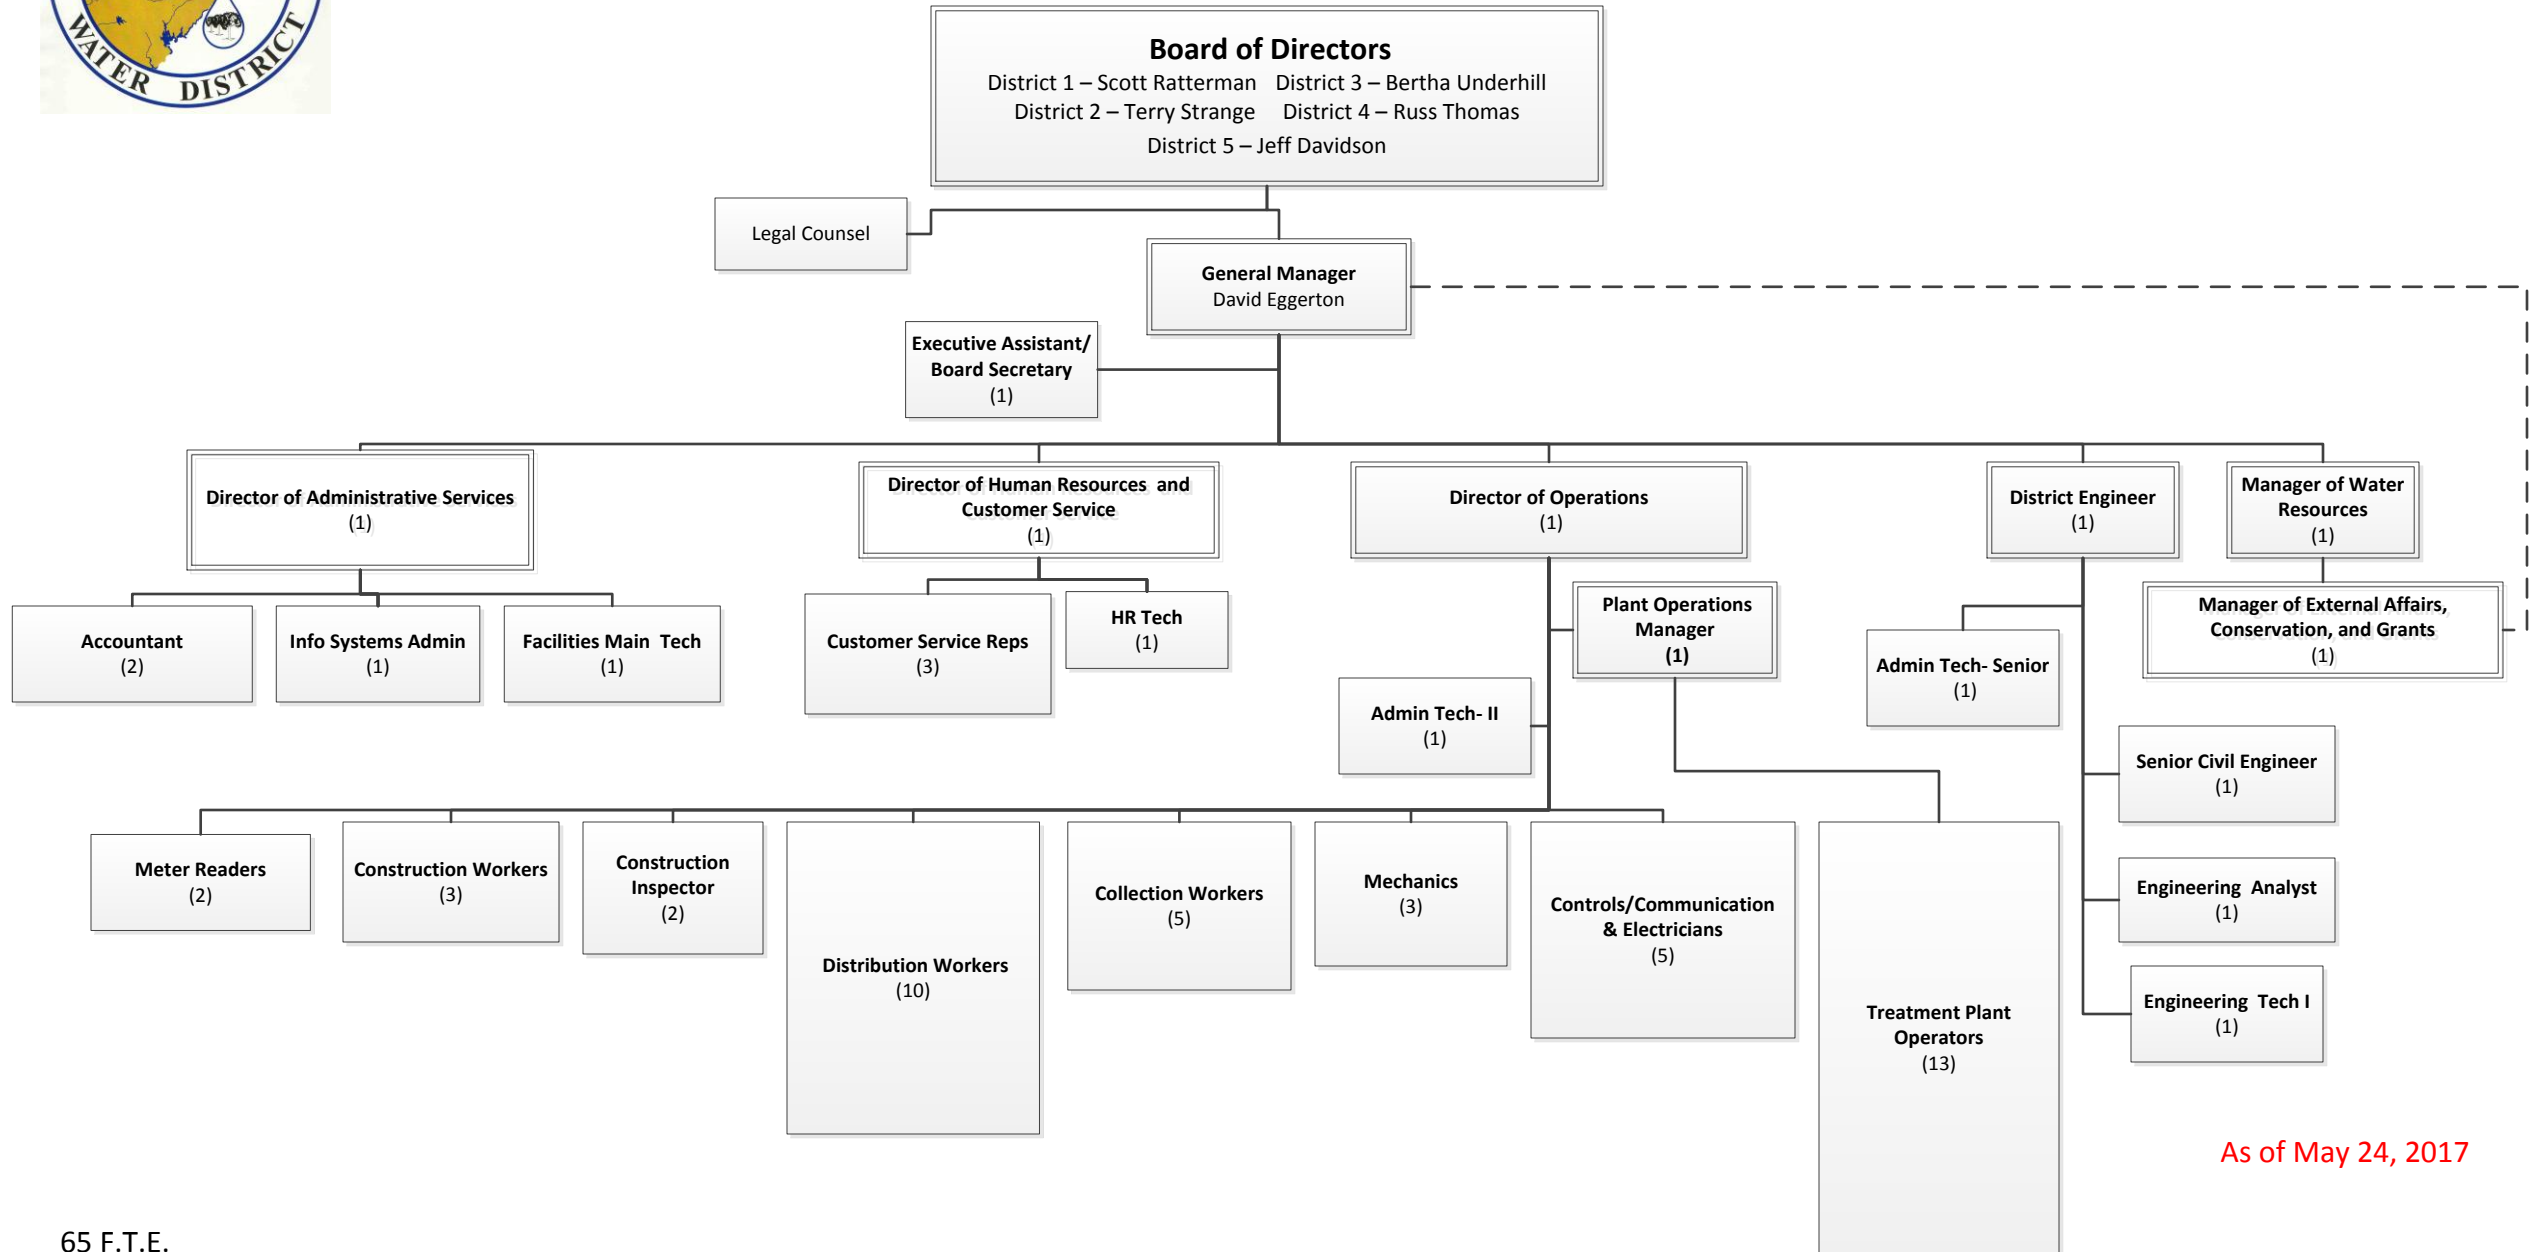 WATER DISTRICT
Board of Directors
District 1 – Scott Ratterman District 3 – Bertha Underhill
District 2 – Terry Strange District 4 – Russ Thomas
District 5 – Jeff Davidson
Legal Counsel
General Manager
David Eggerton
Executive Assistant/
Board Secretary
(1)
Director of Administrative Services
(1)
Director of Human Resources and
Customer Service
(1)
Director of Operations
(1)
District Engineer
(1)
Manager of Water
Resources
(1)
Accountant
(2)
Info Systems Admin
(1)
Facilities Main Tech
(1)
Customer Service Reps
(3)
HR Tech
(1)
Plant Operations
Manager
(1)
Manager of External Affairs,
Conservation, and Grants
(1)
Admin Tech- II
(1)
Admin Tech- Senior
(1)
Senior Civil Engineer
(1)
Meter Readers
(2)
Construction Workers
(3)
Construction
Inspector
(2)
Distribution Workers
(10)
Collection Workers
(5)
Mechanics
(3)
Controls/Communication
& Electricians
(5)
Treatment Plant
Operators
(13)
Engineering Analyst
(1)
Engineering Tech I
(1)
As of May 24, 2017
65 F.T.E.